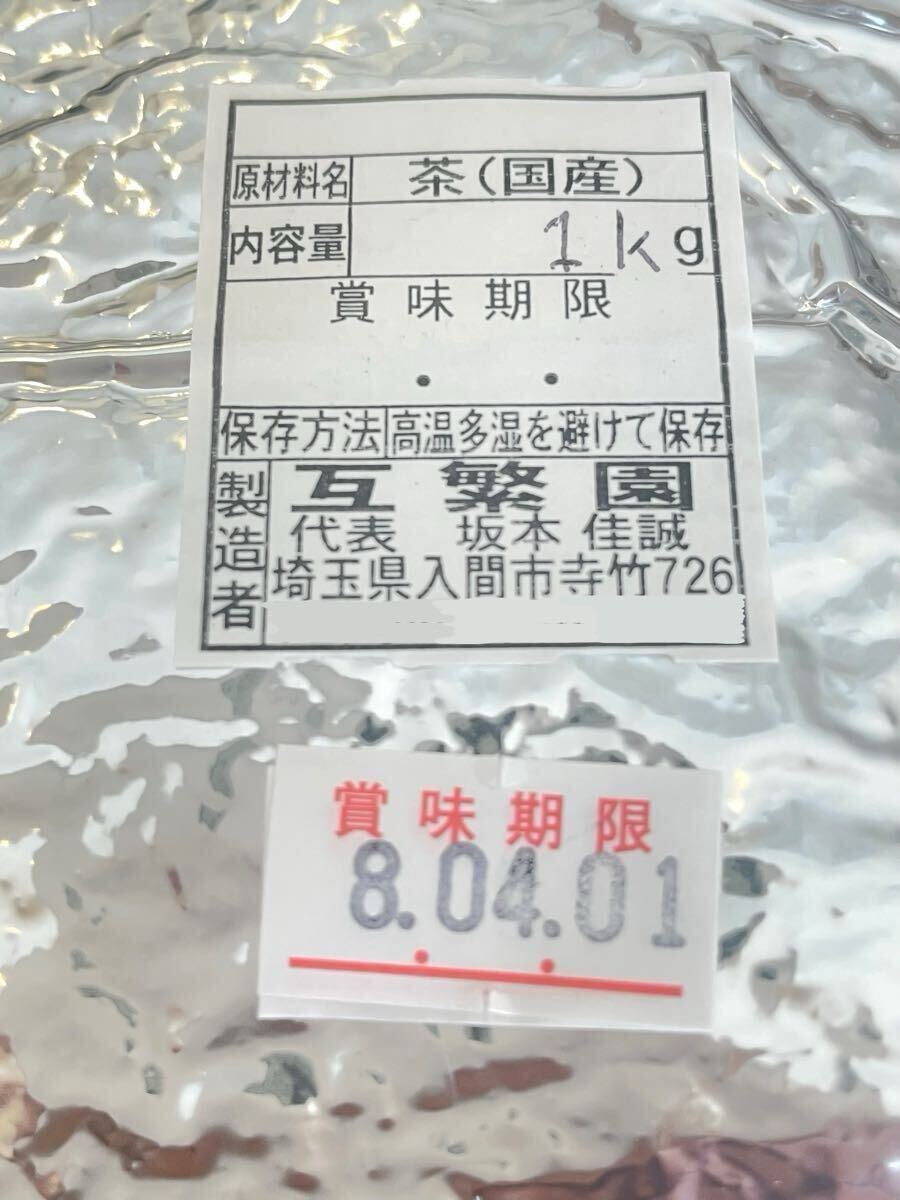 原材料名 茶(国産)
内容量 1kg
賞味期限
. .
保存方法 高温多湿を避けて保存
製造者 互繁園
代表 坂本 佳誠
埼玉県入間市寺竹726
賞味期限
8.04.01